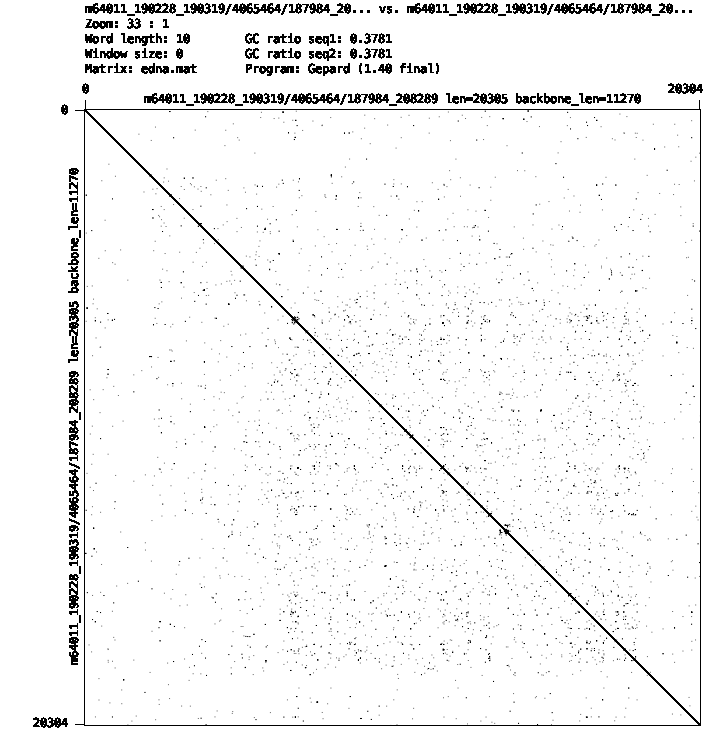 m64011_190228_190319/4065464/187984_20... vs. m64011_190228_190319/4065464/187984_20...
Zoom: 33 : 1
Word length: 10 GC ratio seq1: 0.3781
Window size: 0 GC ratio seq2: 0.3781
Matrix: edna.mat Program: Gepard (1.40 final)
0 20304
m64011_190228_190319/4065464/187984_208289 len=20305 backbone_len=11270
0
m64011_190228_190319/4065464/187984_208289 len=20305 backbone_len=11270
20304